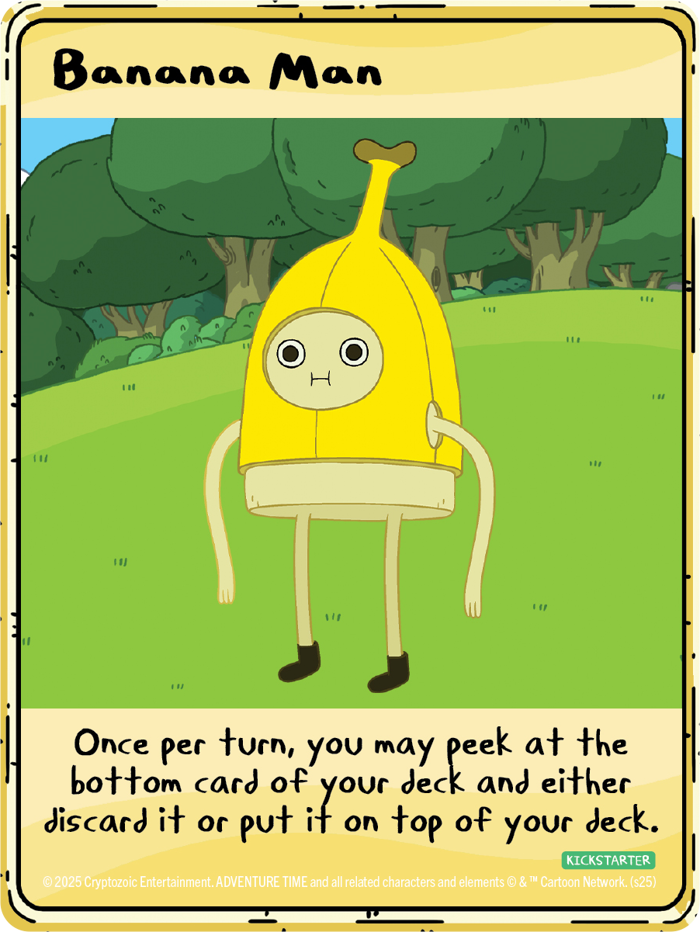 Banana Man
Once per turn, you may peek at the
bottom card of your deck and either
discard it or put it on top of your deck.
KICKSTARTER
© 2025 Cryptozoic Entertainment. ADVENTURE TIME and all related characters and elements © & ™ Cartoon Network. (s25)